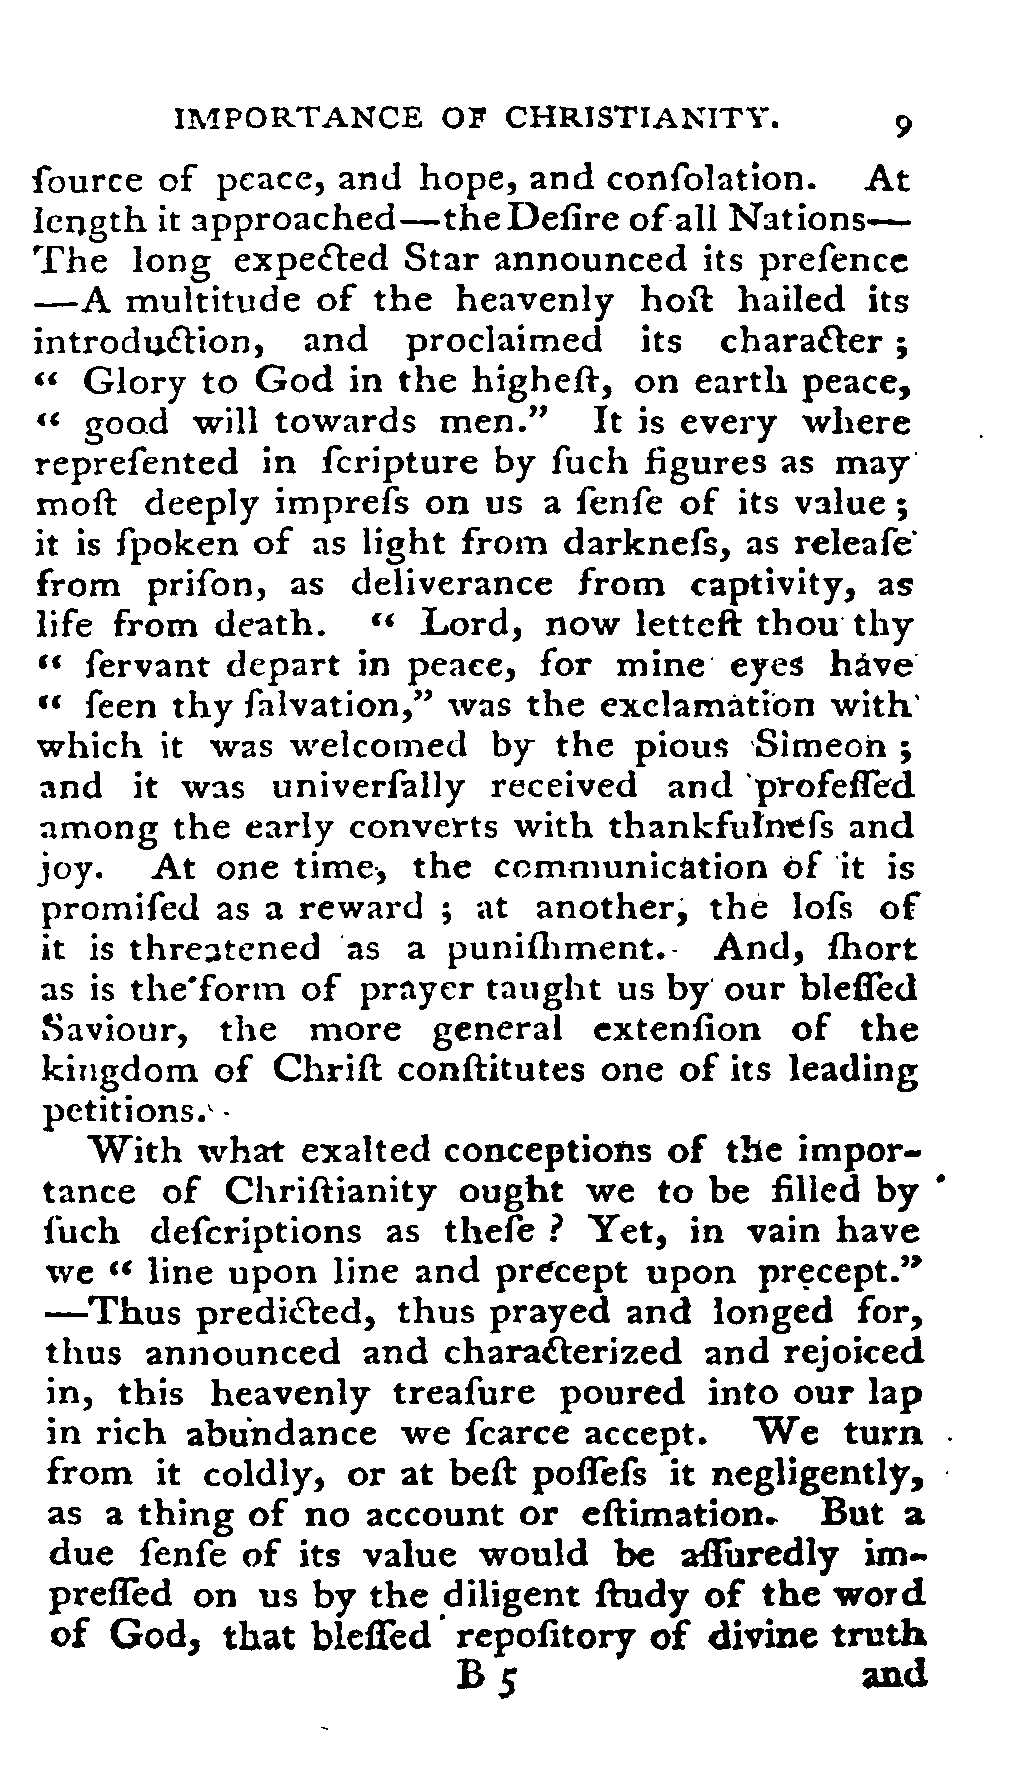 IMPORTANCE OF CHRISTIANITY. 9
ſource of peace, and hope, and conſolation. At
length it approached—the Deſire of all Nations—
The long expected Star announced its preſence
—A multitude of the heavenly hoſt hailed its
introduction, and proclaimed its character ;
“ Glory to God in the higheſt, on earth peace,
“ good will towards men.” It is every where
repreſented in ſcripture by ſuch figures as may
moſt deeply impreſs on us a ſenſe of its value ;
it is ſpoken of as light from darkneſs, as releaſe
from priſon, as deliverance from captivity, as
life from death. “ Lord, now letteſt thou thy
“ ſervant depart in peace, for mine eyes have
“ ſeen thy ſalvation,” was the exclamation with
which it was welcomed by the pious Simeon ;
and it was univerſally received and profeſſed
among the early converts with thankfulneſs and
joy. At one time, the communication of it is
promiſed as a reward ; at another, the loſs of
it is threatened as a puniſhment. And, ſhort
as is the form of prayer taught us by our bleſſed
Saviour, the more general extenſion of the
kingdom of Chriſt conſtitutes one of its leading
petitions.
With what exalted conceptions of the impor-
tance of Chriſtianity ought we to be filled by
ſuch deſcriptions as theſe ? Yet, in vain have
we “ line upon line and precept upon precept.”
—Thus predicted, thus prayed and longed for,
thus announced and characterized and rejoiced
in, this heavenly treaſure poured into our lap
in rich abundance we ſcarce accept. We turn
from it coldly, or at beſt poſſeſs it negligently,
as a thing of no account or eſtimation. But a
due ſenſe of its value would be aſſuredly im-
preſſed on us by the diligent ſtudy of the word
of God, that bleſſed repoſitory of divine truth
B 5 and